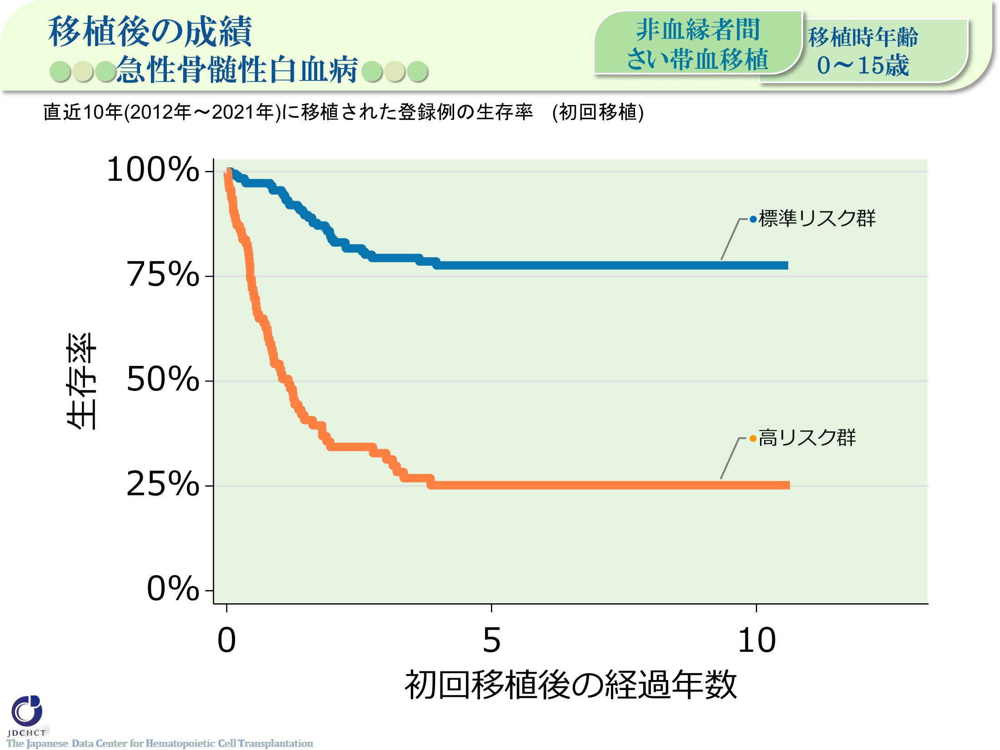 移植後の成績
急性骨髄性白血病
非血縁者間
さい帯血移植
移植時年齢
0～15歳
直近10年(2012年～2021年)に移植された登録例の生存率　(初回移植)
100%
75%
50%
25%
0%
生存率
標準リスク群
高リスク群
0
5
10
初回移植後の経過年数
JDCHCT
The Japanese Data Center for Hematopoietic Cell Transplantation